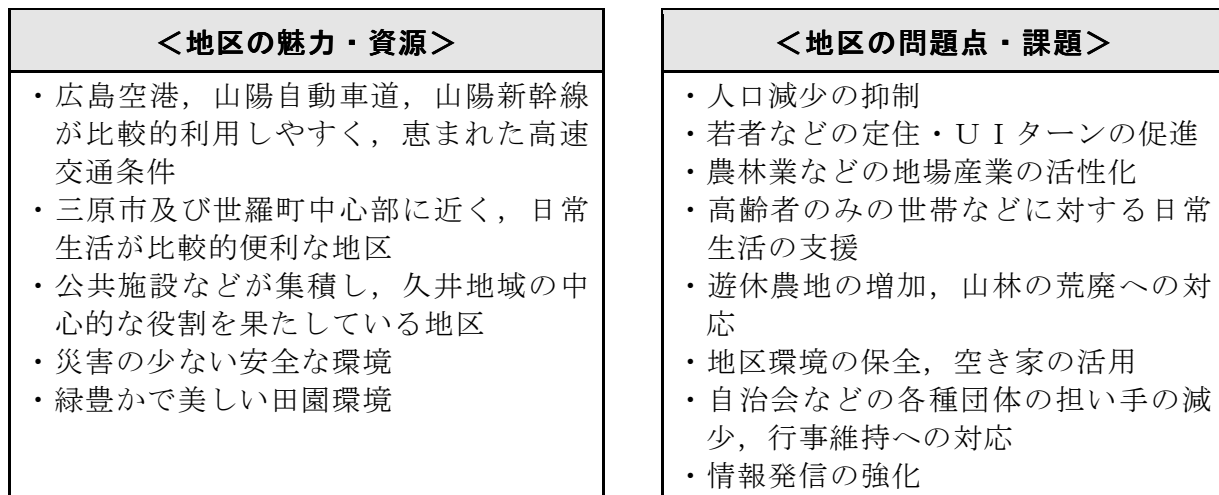 ＜地区の魅力・資源＞
・広島空港，山陽自動車道，山陽新幹線
が比較的利用しやすく，恵まれた高速
交通条件
・三原市及び世羅町中心部に近く，日常
生活が比較的便利な地区
・公共施設などが集積し，久井地域の中
心的な役割を果たしている地区
・災害の少ない安全な環境
・緑豊かで美しい田園環境
＜地区の問題点・課題＞
・人口減少の抑制
・若者などの定住・ＵＩターンの促進
・農林業などの地場産業の活性化
・高齢者のみの世帯などに対する日常
生活の支援
・遊休農地の増加，山林の荒廃への対
応
・地区環境の保全，空き家の活用
・自治会などの各種団体の担い手の減
少，行事維持への対応
・情報発信の強化